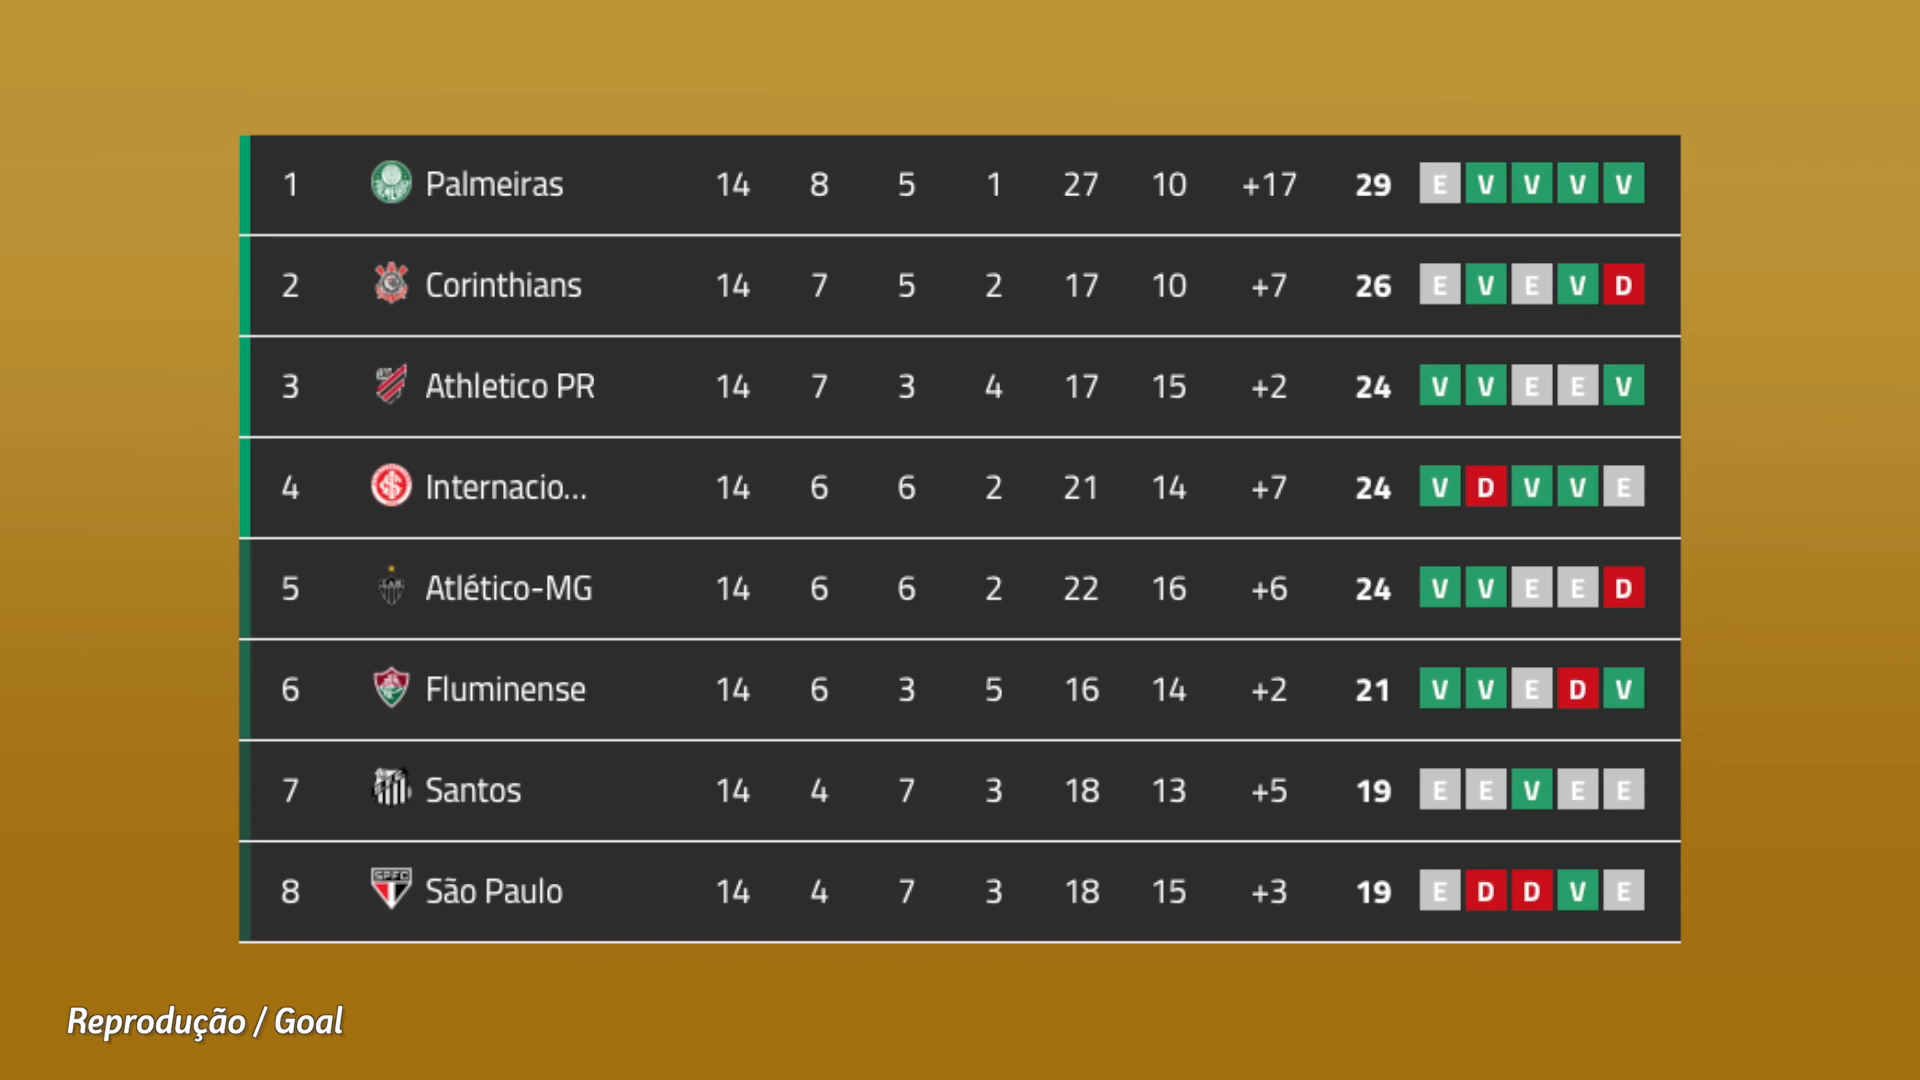 1 Palmeiras 14 8 5 1 27 10 +17 29 E V V V V
2 Corinthians 14 7 5 2 17 10 +7 26 E V E V D
3 Athletico PR 14 7 3 4 17 15 +2 24 V V E E V
4 Internacio... 14 6 6 2 21 14 +7 24 V D V V E
5 Atlético-MG 14 6 6 2 22 16 +6 24 V V E E D
6 Fluminense 14 6 3 5 16 14 +2 21 V V E D V
7 Santos 14 4 7 3 18 13 +5 19 E E V E E
SPFC
8 São Paulo 14 4 7 3 18 15 +3 19 E D D V E
Reprodução / Goal